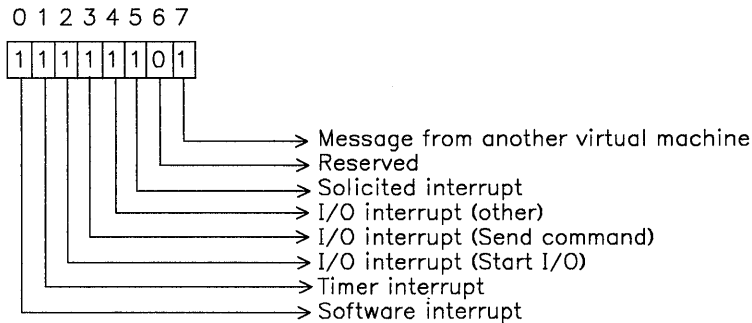 0 1 2 3 4 5 6 7
1 1 1 1 1 1 0 1
Message from another virtual machine
Reserved
Solicited interrupt
I/O interrupt (other)
I/O interrupt (Send command)
I/O interrupt (Start I/O)
Timer interrupt
Software interrupt